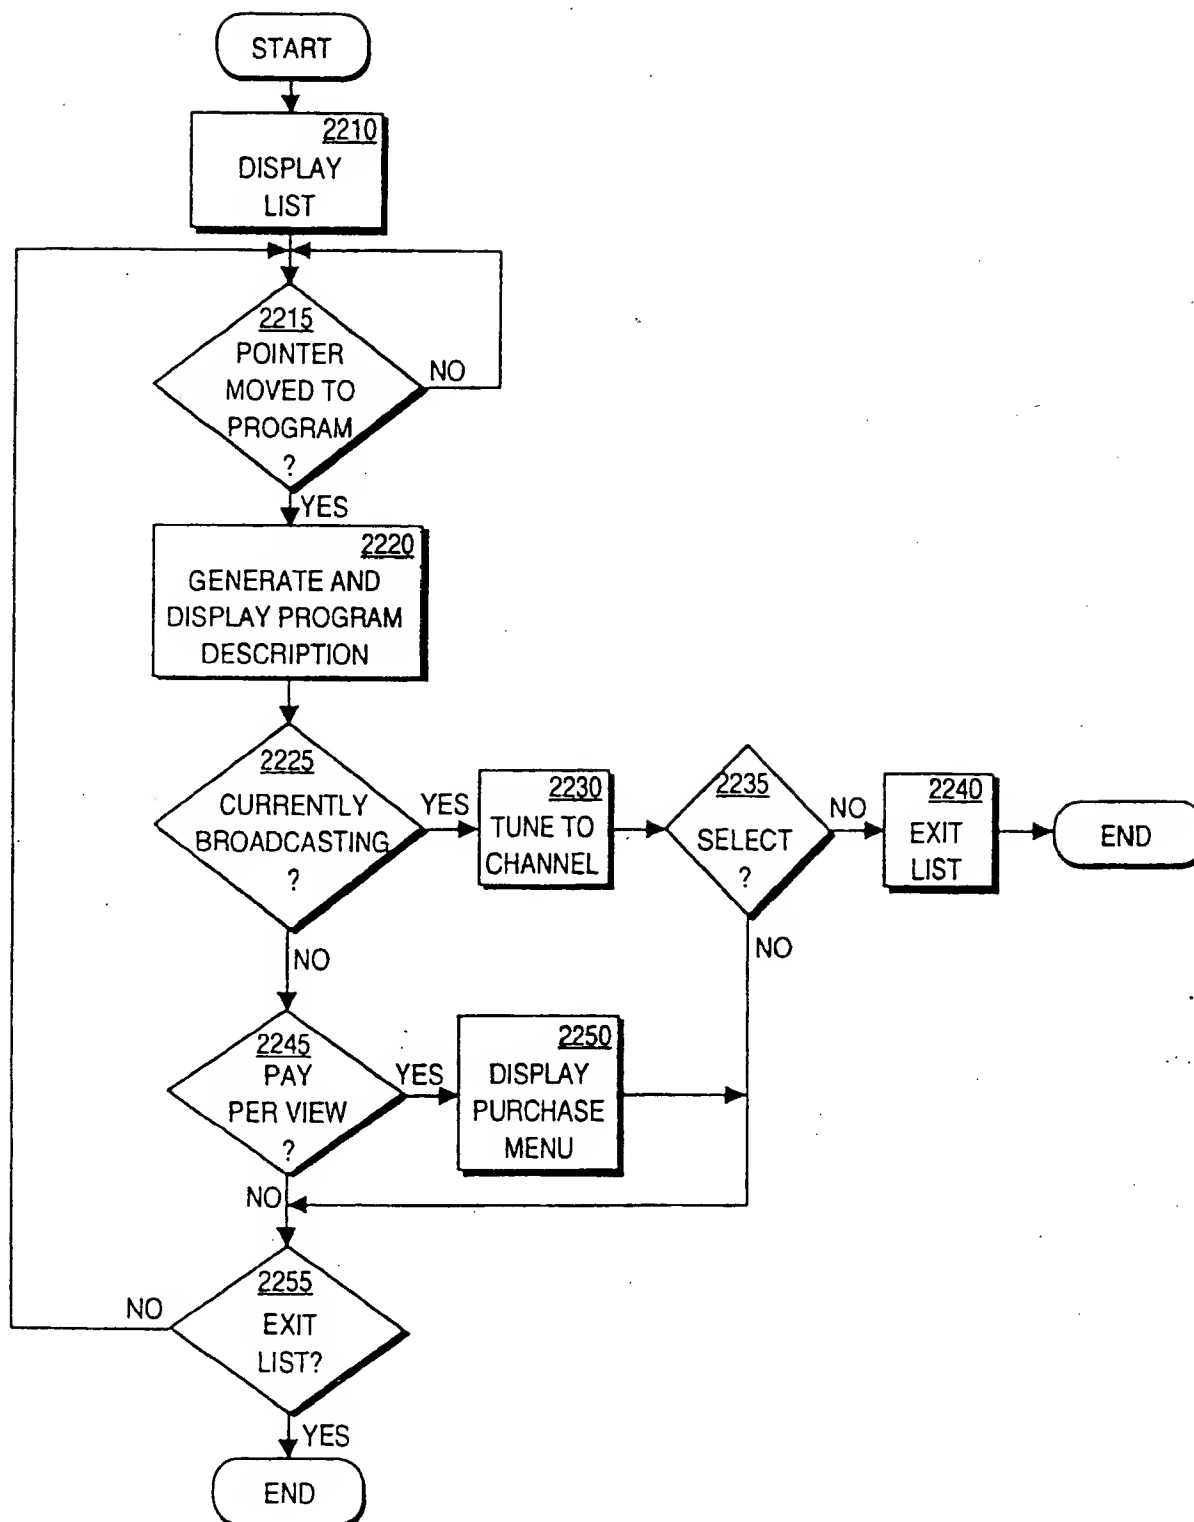 START
2210
DISPLAY
LIST
2215
POINTER
MOVED TO
PROGRAM
?
NO
YES
2220
GENERATE AND
DISPLAY PROGRAM
DESCRIPTION
2225
CURRENTLY
BROADCASTING
?
YES
2230
TUNE TO
CHANNEL
2235
SELECT
?
NO
2240
EXIT
LIST
END
NO
NO
2245
PAY
PER VIEW
?
YES
2250
DISPLAY
PURCHASE
MENU
NO
2255
EXIT
LIST?
NO
YES
END